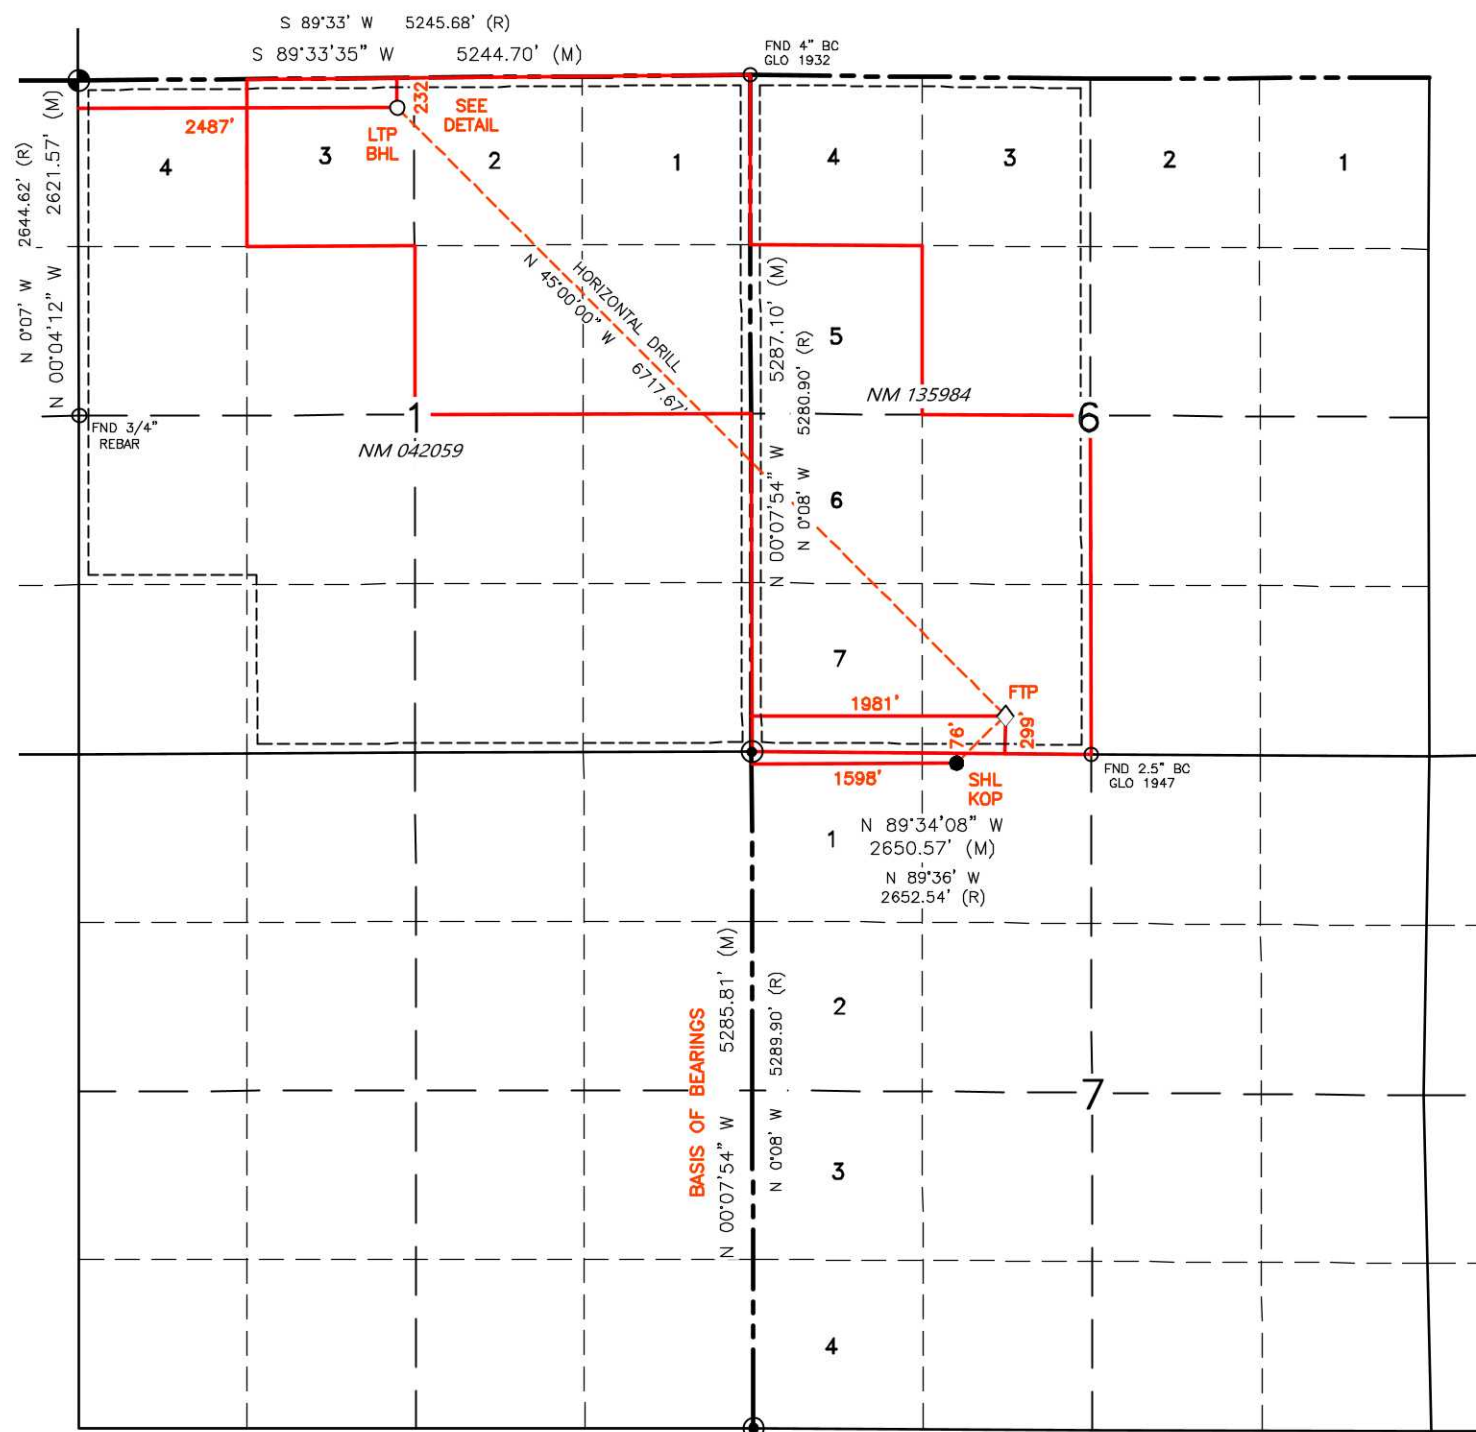 S 89°33' W 5245.68' (R)
S 89°33'35" W 5244.70' (M)
FND 4" BC
GLO 1932
N 0°07' W 2644.62' (R)
N 00°04'12" W 2621.57' (M)
2487'
232'
SEE
DETAIL
LTP
BHL
4
3
2
1
4
3
2
1
HORIZONTAL DRILL
N 45°00'00" W 6717.67'
N 00°07'54" W 5287.10' (M)
N 0°08' W 5280.90' (R)
5
NM 135984
1
6
FND 3/4"
REBAR
NM 042059
6
7
1981'
FTP
76'
299'
1598'
SHL
KOP
FND 2.5" BC
GLO 1947
1
N 89°34'08" W
2650.57' (M)
N 89°36' W
2652.54' (R)
BASIS OF BEARINGS
N 00°07'54" W 5285.81' (M)
N 0°08' W 5289.90' (R)
2
7
3
4